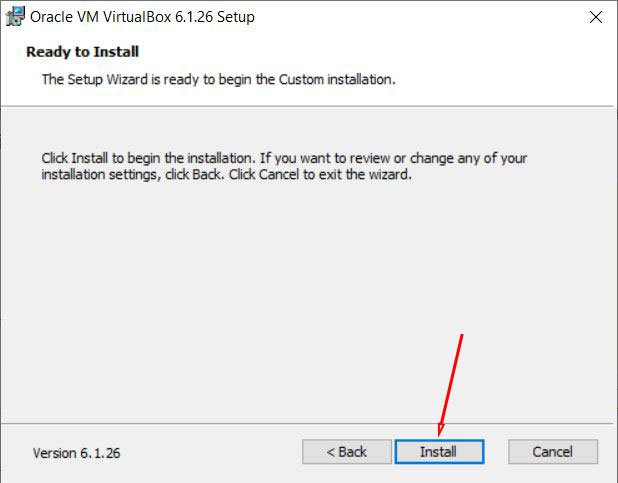 Oracle VM VirtualBox 6.1.26 Setup
Ready to Install
The Setup Wizard is ready to begin the Custom installation.
Click Install to begin the installation. If you want to review or change any of your
installation settings, click Back. Click Cancel to exit the wizard.
Version 6.1.26
< Back
Install
Cancel